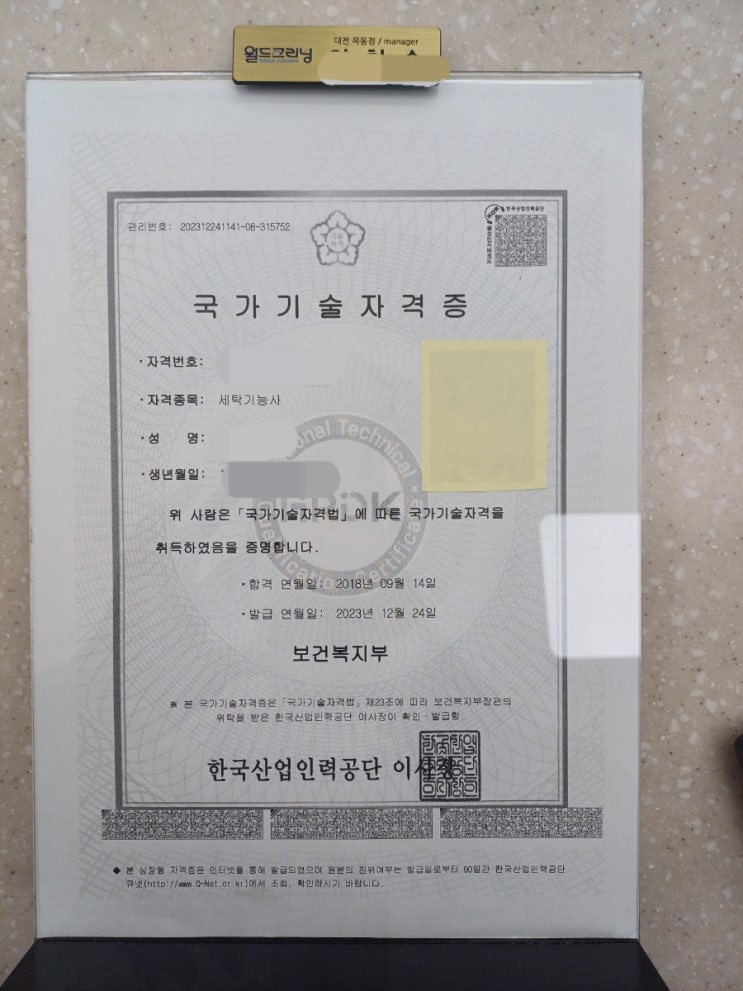 대전 목동점 / manager
월드크리닝
관리번호: 202312241141-08-315752
한국산업인력공단
국가기술자격증
·자격번호:
·자격종목: 세탁기능사
·성 명:
·생년월일:
위 사람은「국가기술자격법」에 따른 국가기술자격을
취득하였음을 증명합니다.
·합격 연월일: 2018년 09월 14일
·발급 연월일: 2023년 12월 24일
보건복지부
※ 본 국가기술자격증은「국가기술자격법」제23조에 따라 보건복지부장관의
위탁을 받은 한국산업인력공단 이사장이 확인·발급함
한국산업인력공단 이사장
◆ 본 상장형 자격증은 인터넷을 통해 발급되었으며 원본의 진위여부는 발급일로부터 90일간 한국산업인력공단
큐넷(http://www.Q-Net.or.kr)에서 조회, 확인하시기 바랍니다.